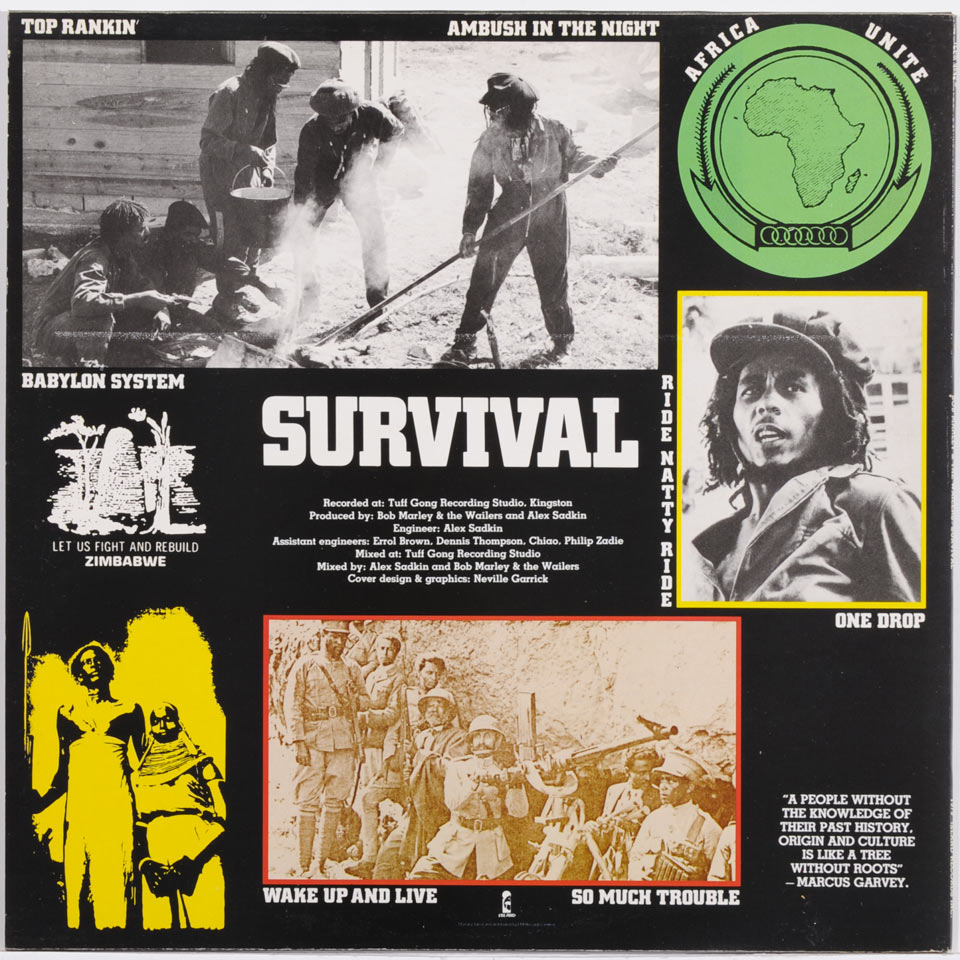 TOP RANKIN'
AMBUSH IN THE NIGHT
AFRICA UNITE
BABYLON SYSTEM
RIDE NATTY RIDE
SURVIVAL
Recorded at: Tuff Gong Recording Studio, Kingston
Produced by: Bob Marley & the Wailers and Alex Sadkin
Engineer: Alex Sadkin
Assistant engineers: Errol Brown, Dennis Thompson, Chiao, Philip Zadie
Mixed at: Tuff Gong Recording Studio
Mixed by: Alex Sadkin and Bob Marley & the Wailers
Cover design & graphics: Neville Garrick
LET US FIGHT AND REBUILD
ZIMBABWE
ONE DROP
"A PEOPLE WITHOUT
THE KNOWLEDGE OF
THEIR PAST HISTORY,
ORIGIN AND CULTURE
IS LIKE A TREE
WITHOUT ROOTS"
— MARCUS GARVEY.
WAKE UP AND LIVE
SO MUCH TROUBLE
ISLAND